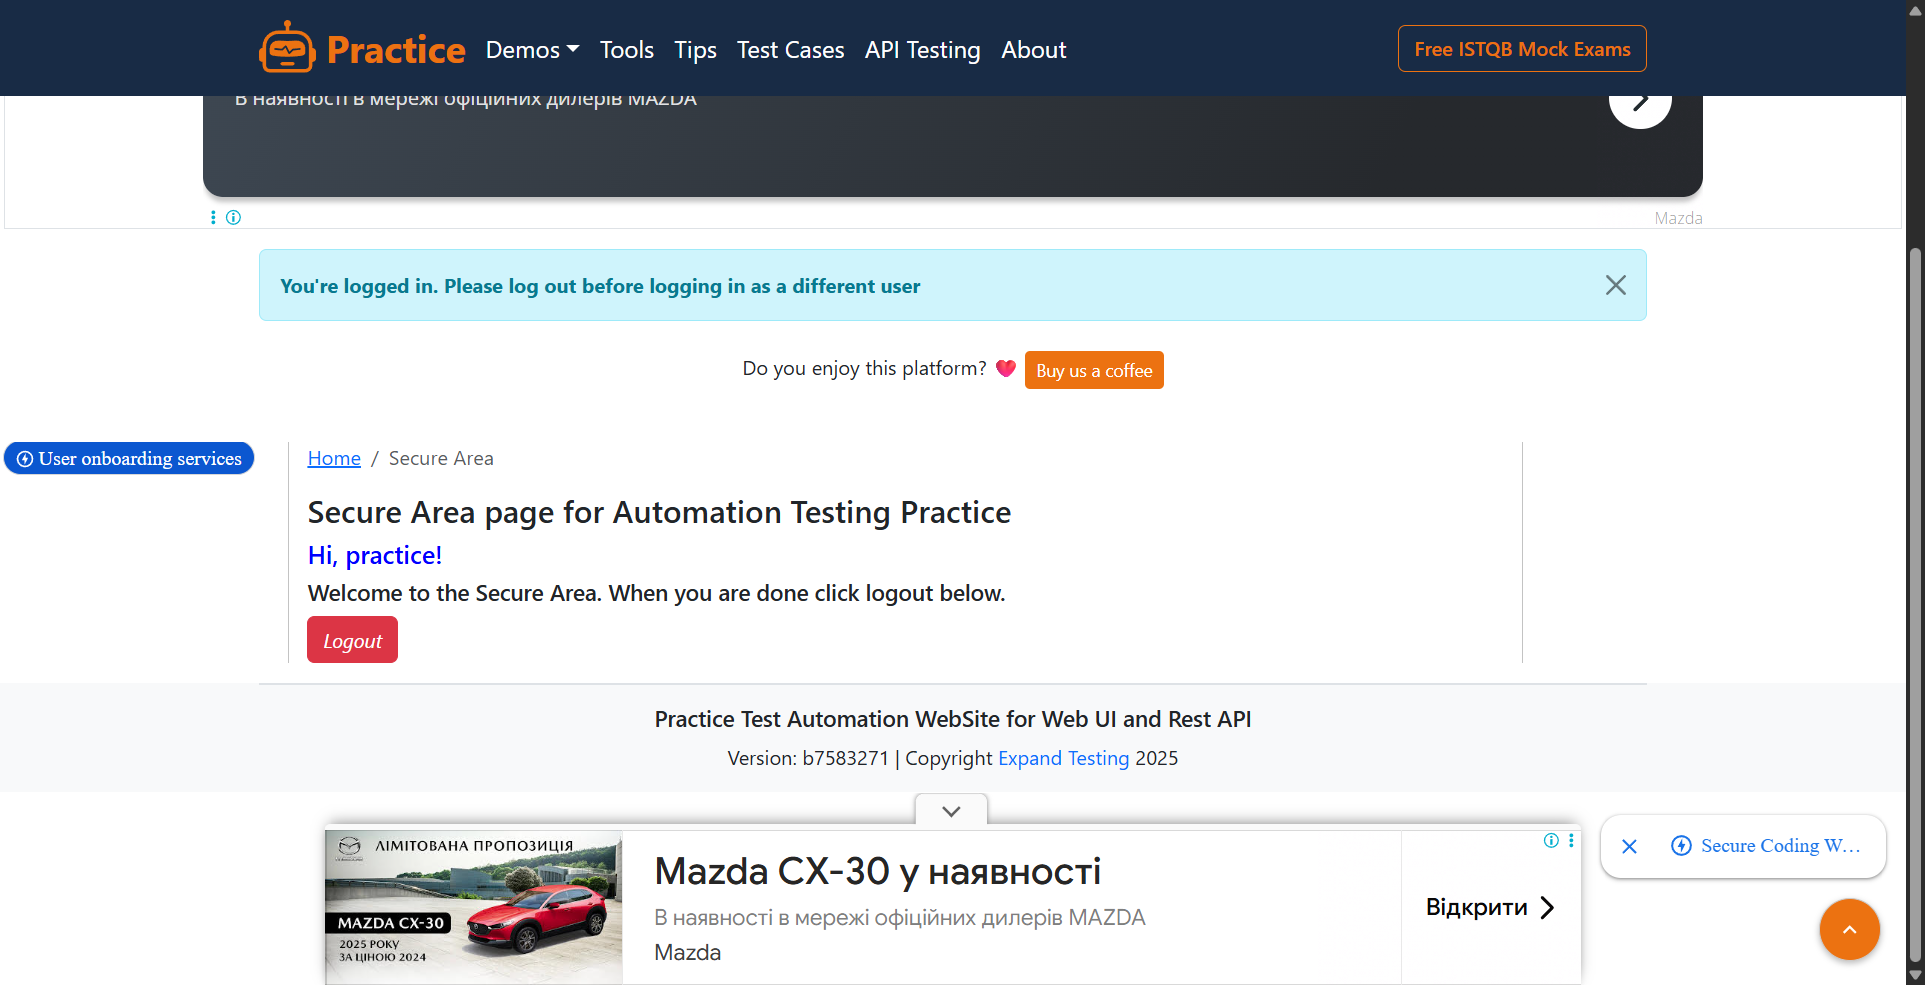 Practice
Demos Tools Tips Test Cases API Testing About
Free ISTQB Mock Exams
В наявності в мережі офіційних дилерів MAZDA
Mazda
You're logged in. Please log out before logging in as a different user
Do you enjoy this platform? Buy us a coffee
User onboarding services
Home / Secure Area
Secure Area page for Automation Testing Practice
Hi, practice!
Welcome to the Secure Area. When you are done click logout below.
Logout
Practice Test Automation WebSite for Web UI and Rest API
Version: b7583271 | Copyright Expand Testing 2025
ЛІМІТОВАНА ПРОПОЗИЦІЯ
MAZDA CX-30
2025 РОКУ
ЗА ЦІНОЮ 2024
Mazda CX-30 у наявності
В наявності в мережі офіційних дилерів MAZDA
Mazda
Відкрити
Secure Coding W...